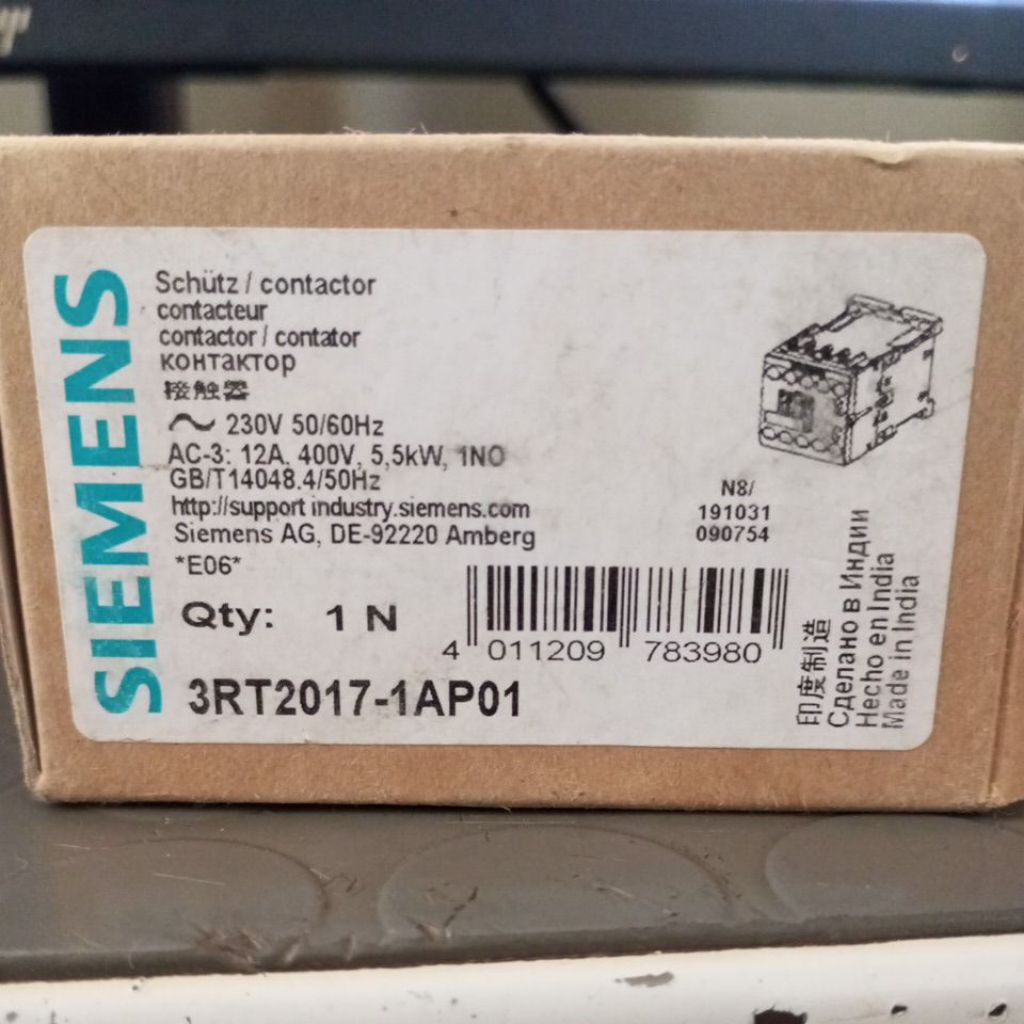 SIEMENS
Schütz / contactor
contacteur
contactor / contator
контактор
接触器
230V 50/60Hz
AC-3: 12A, 400V, 5,5kW, 1NO
GB/T14048.4/50Hz
http://support industry.siemens.com
Siemens AG, DE-92220 Amberg
*E06*
Qty: 1 N
N8/
191031
090754
4 011209 783980
3RT2017-1AP01
印度制造
Сделано в Индии
Hecho en India
Made in India